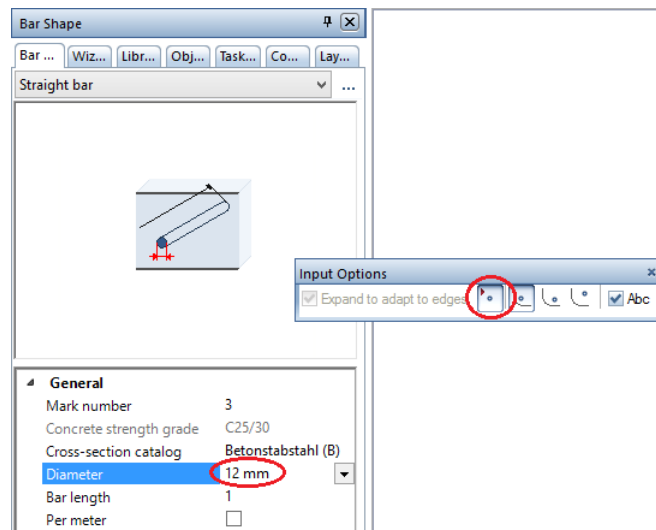 Bar Shape
Bar ... Wiz... Libr... Obj... Task... Co... Lay...
Straight bar ...
Input Options
Expand to adapt to edges Abc
General
Mark number 3
Concrete strength grade C25/30
Cross-section catalog Betonstabstahl (B)
Diameter 12 mm
Bar length 1
Per meter